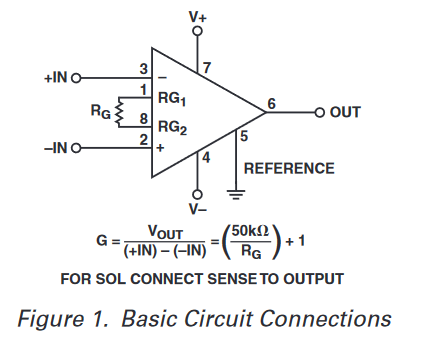 V+
3
7
+IN
−
1
RG1
RG
6
OUT
8
RG2
5
2
−IN
+
4
REFERENCE
V−
G = VOUT / (+IN) − (−IN) = (50kΩ / RG) + 1
FOR SOL CONNECT SENSE TO OUTPUT
Figure 1. Basic Circuit Connections